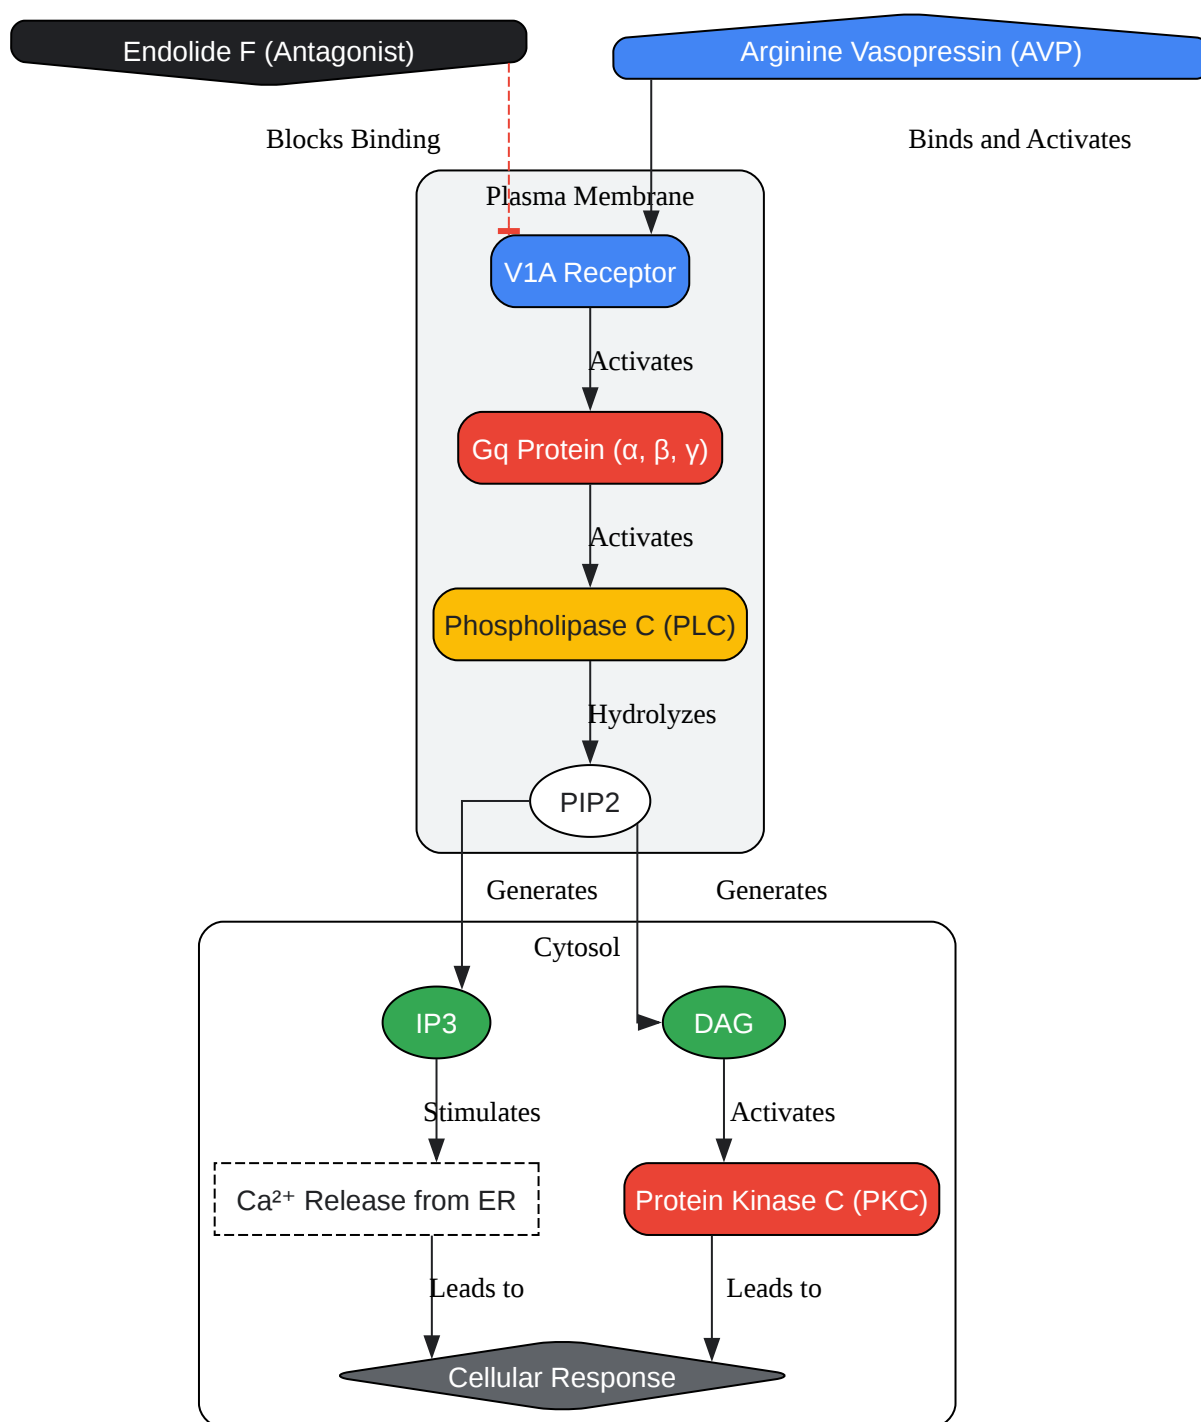 Endolide F (Antagonist)
Arginine Vasopressin (AVP)
Blocks Binding
Binds and Activates
Plasma Membrane
V1A Receptor
Activates
Gq Protein (α, β, γ)
Activates
Phospholipase C (PLC)
Hydrolyzes
PIP2
Generates
Generates
Cytosol
IP3
DAG
Stimulates
Activates
Ca²⁺ Release from ER
Protein Kinase C (PKC)
Leads to
Leads to
Cellular Response